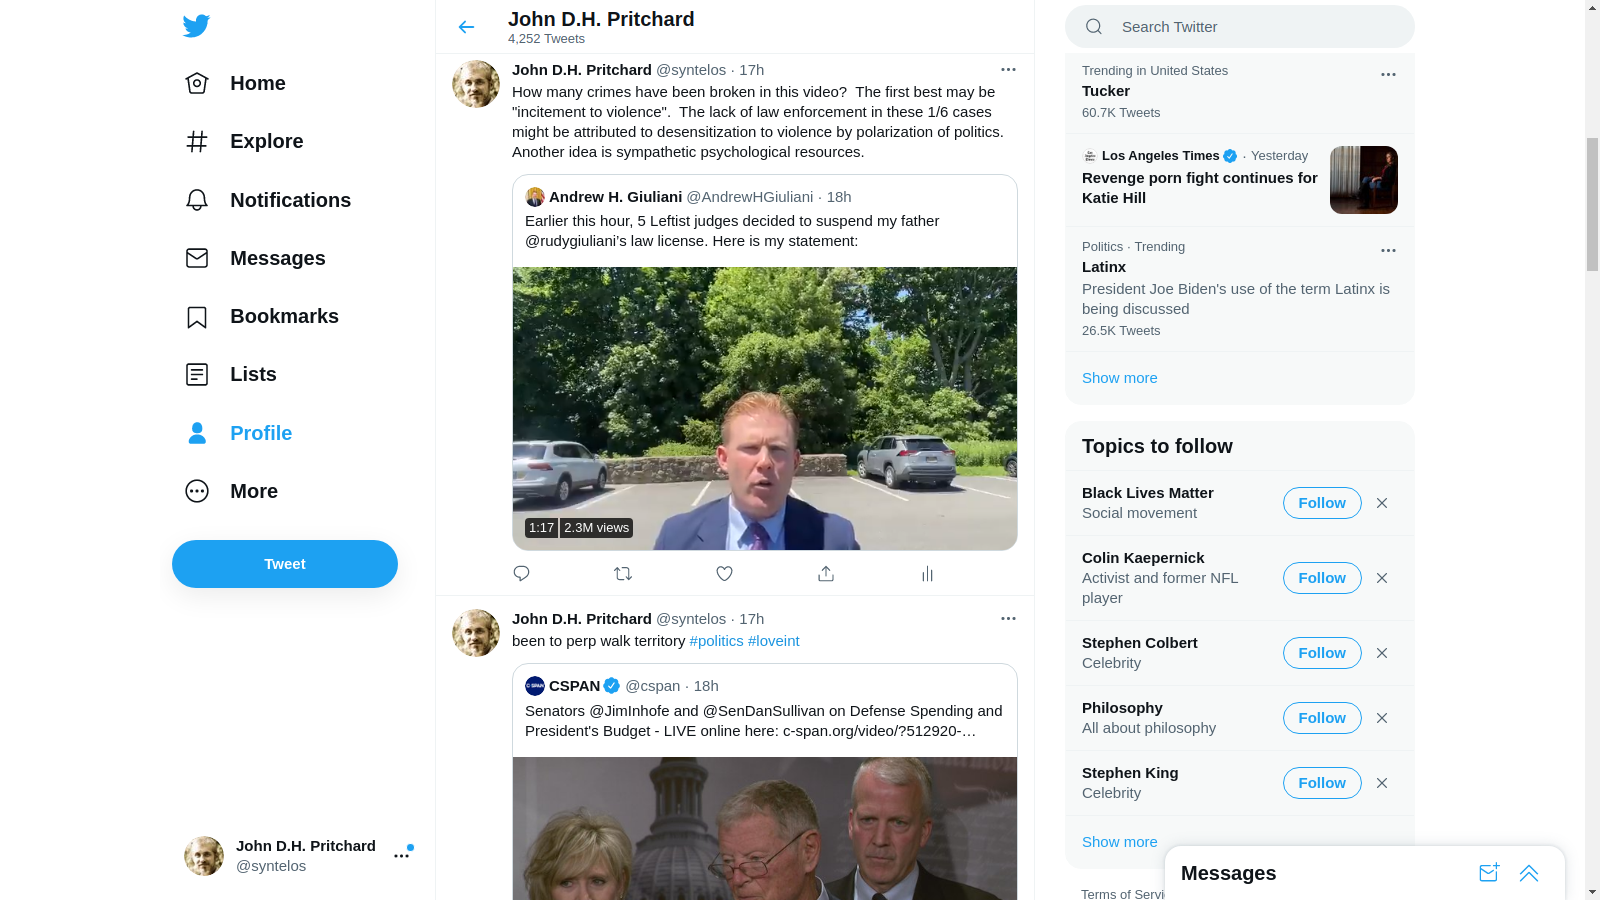 Home
Explore
Notifications
Messages
Bookmarks
Lists
Profile
More
Tweet
John D.H. Pritchard
@syntelos
John D.H. Pritchard
4,252 Tweets
John D.H. Pritchard @syntelos · 17h
How many crimes have been broken in this video?  The first best may be
"incitement to violence".  The lack of law enforcement in these 1/6 cases
might be attributed to desensitization to violence by polarization of politics.
Another idea is sympathetic psychological resources.
Andrew H. Giuliani @AndrewHGiuliani · 18h
Earlier this hour, 5 Leftist judges decided to suspend my father
@rudygiuliani’s law license. Here is my statement:
1:17 2.3M views
John D.H. Pritchard @syntelos · 17h
been to perp walk territory #politics #loveint
CSPAN @cspan · 18h
Senators @JimInhofe and @SenDanSullivan on Defense Spending and
President's Budget - LIVE online here: c-span.org/video/?512920-…
Search Twitter
Trending in United States
Tucker
60.7K Tweets
Los Angeles Times · Yesterday
Revenge porn fight continues for
Katie Hill
Politics · Trending
Latinx
President Joe Biden's use of the term Latinx is
being discussed
26.5K Tweets
Show more
Topics to follow
Black Lives Matter
Social movement
Follow
Colin Kaepernick
Activist and former NFL
player
Follow
Stephen Colbert
Celebrity
Follow
Philosophy
All about philosophy
Follow
Stephen King
Celebrity
Follow
Show more
Terms of Servi
Messages